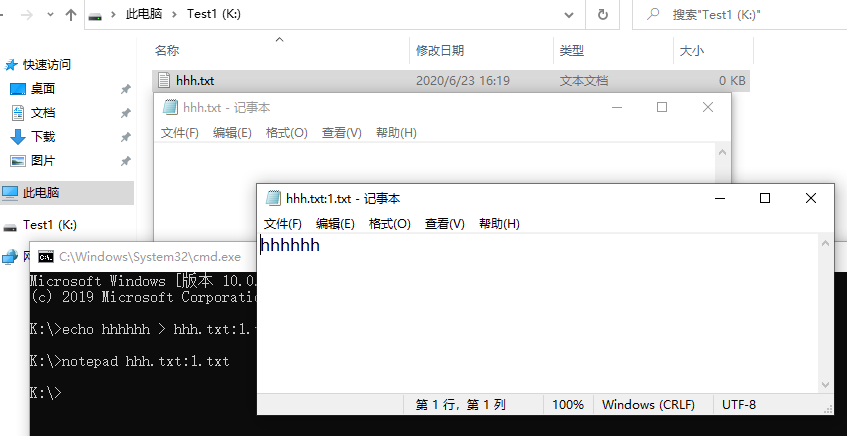 此电脑 > Test1 (K:)
搜索"Test1 (K:)"
名称 修改日期 类型 大小
快速访问
桌面
文档
下载
图片
此电脑
Test1 (K:)
hhh.txt 2020/6/23 16:19 文本文档 0 KB
hhh.txt - 记事本
文件(F) 编辑(E) 格式(O) 查看(V) 帮助(H)
hhh.txt:1.txt - 记事本
文件(F) 编辑(E) 格式(O) 查看(V) 帮助(H)
hhhhhh
第 1 行，第 1 列 100% Windows (CRLF) UTF-8
C:\Windows\System32\cmd.exe
Microsoft Windows [版本 10.0.
(c) 2019 Microsoft Corporatio
K:\>echo hhhhhh > hhh.txt:1.t
K:\>notepad hhh.txt:1.txt
K:\>